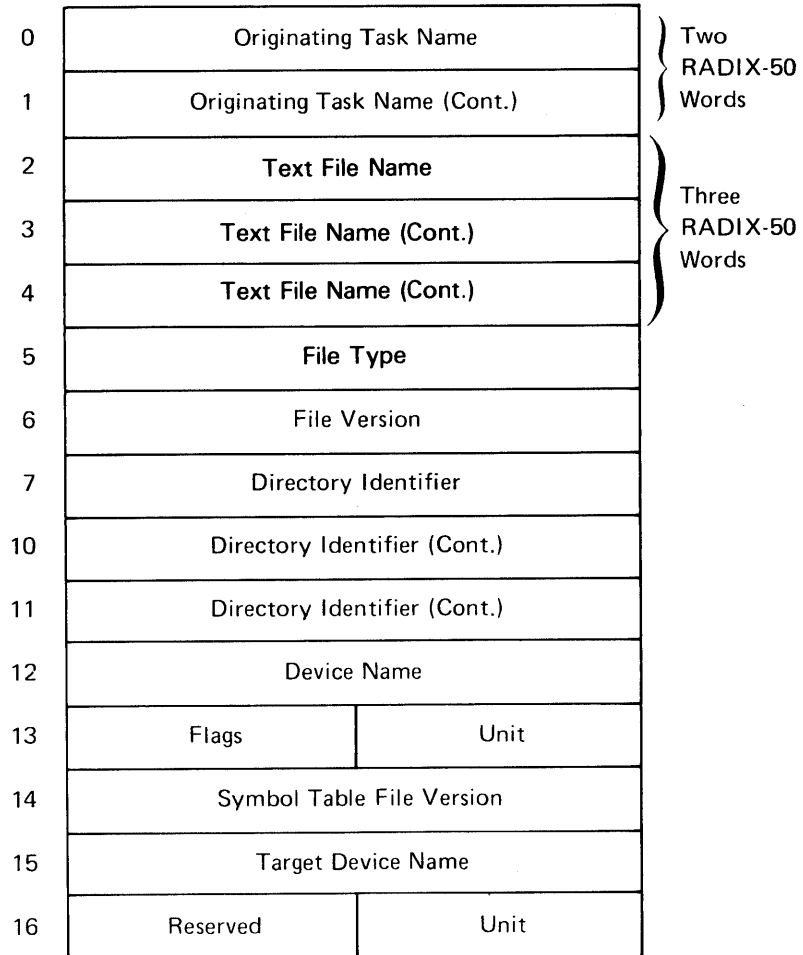 0 Originating Task Name
1 Originating Task Name (Cont.)
Two
RADIX-50
Words
2 Text File Name
3 Text File Name (Cont.)
4 Text File Name (Cont.)
Three
RADIX-50
Words
5 File Type
6 File Version
7 Directory Identifier
10 Directory Identifier (Cont.)
11 Directory Identifier (Cont.)
12 Device Name
13 Flags Unit
14 Symbol Table File Version
15 Target Device Name
16 Reserved Unit